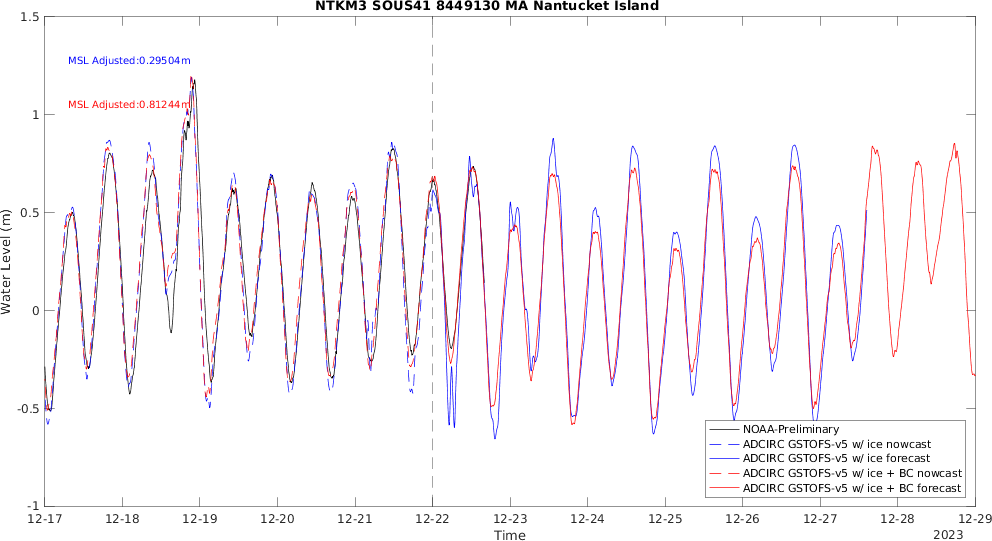 NTKM3 SOUS41 8449130 MA Nantucket Island
1.5
1
0.5
0
-0.5
-1
Water Level (m)
MSL Adjusted:0.29504m
MSL Adjusted:0.81244m
NOAA-Preliminary
ADCIRC GSTOFS-v5 w/ ice nowcast
ADCIRC GSTOFS-v5 w/ ice forecast
ADCIRC GSTOFS-v5 w/ ice + BC nowcast
ADCIRC GSTOFS-v5 w/ ice + BC forecast
12-17 12-18 12-19 12-20 12-21 12-22 12-23 12-24 12-25 12-26 12-27 12-28 12-29
Time
2023